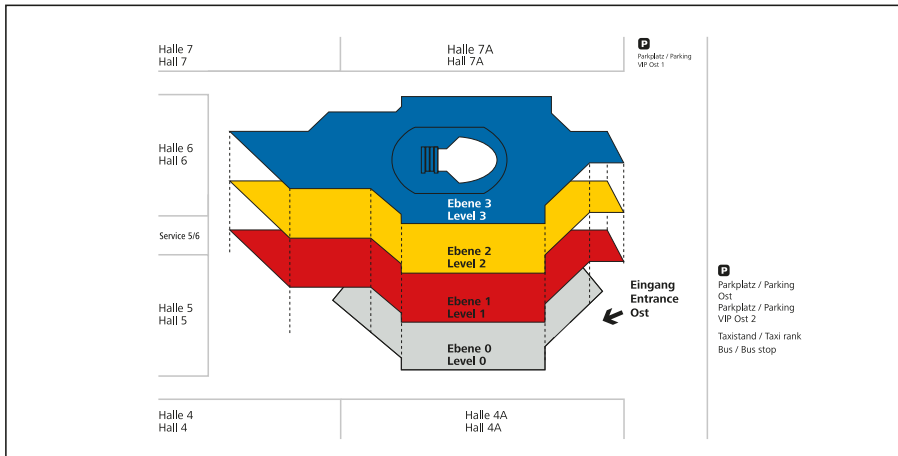 Halle 7
Hall 7
Halle 7A
Hall 7A
P
Parkplatz / Parking
VIP Ost 1
Halle 6
Hall 6
Service 5/6
Halle 5
Hall 5
Ebene 3
Level 3
Ebene 2
Level 2
Ebene 1
Level 1
Ebene 0
Level 0
Eingang
Entrance
Ost
P
Parkplatz / Parking
Ost
Parkplatz / Parking
VIP Ost 2
Taxistand / Taxi rank
Bus / Bus stop
Halle 4
Hall 4
Halle 4A
Hall 4A